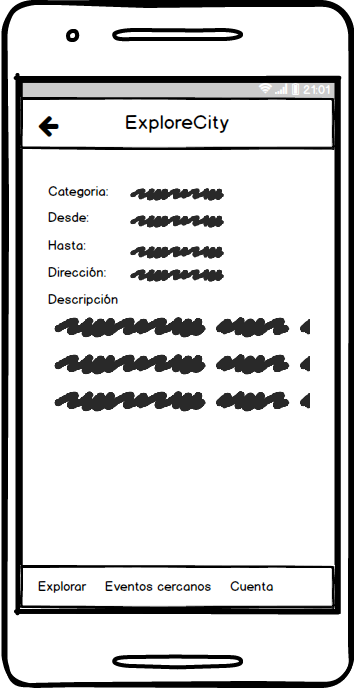 21:01
ExploreCity
Categoria:
Desde:
Hasta:
Dirección:
Descripción
Explorar Eventos cercanos Cuenta